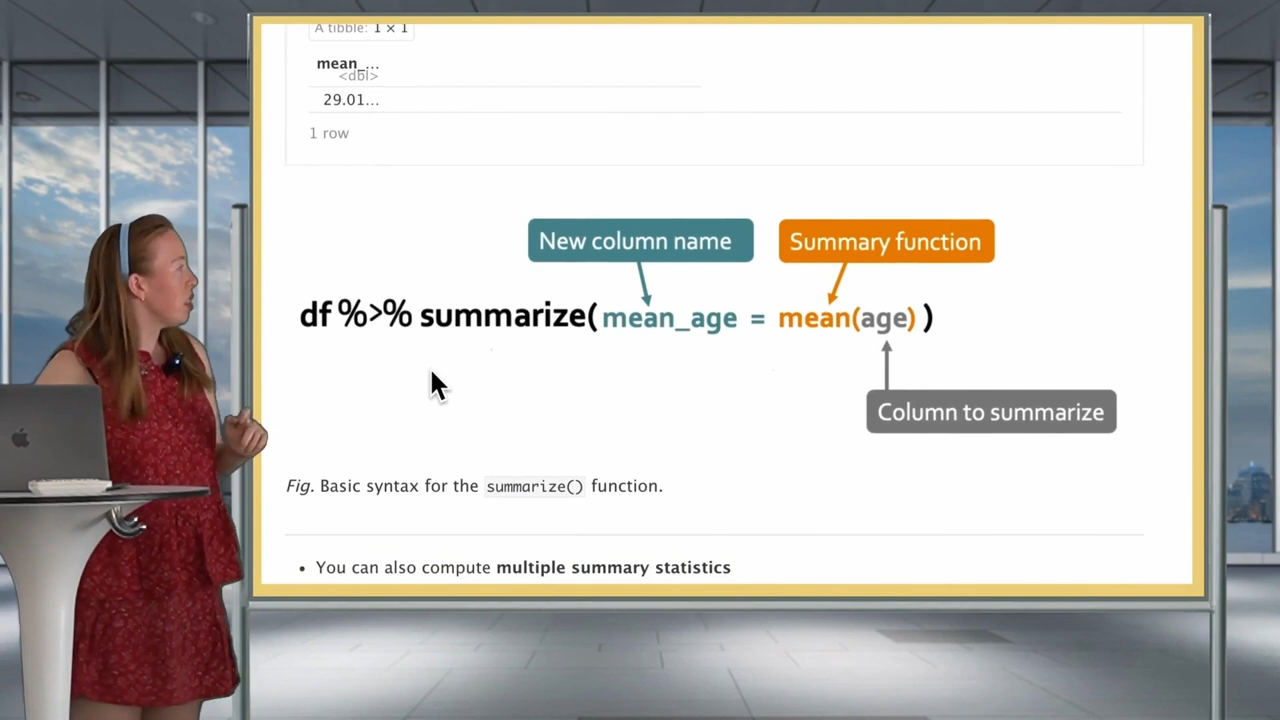 A tibble: 1 × 1
mean_...
<dbl>
29.01...
1 row
New column name
Summary function
df %>% summarize( mean_age = mean(age) )
Column to summarize
Fig. Basic syntax for the summarize() function.
• You can also compute multiple summary statistics